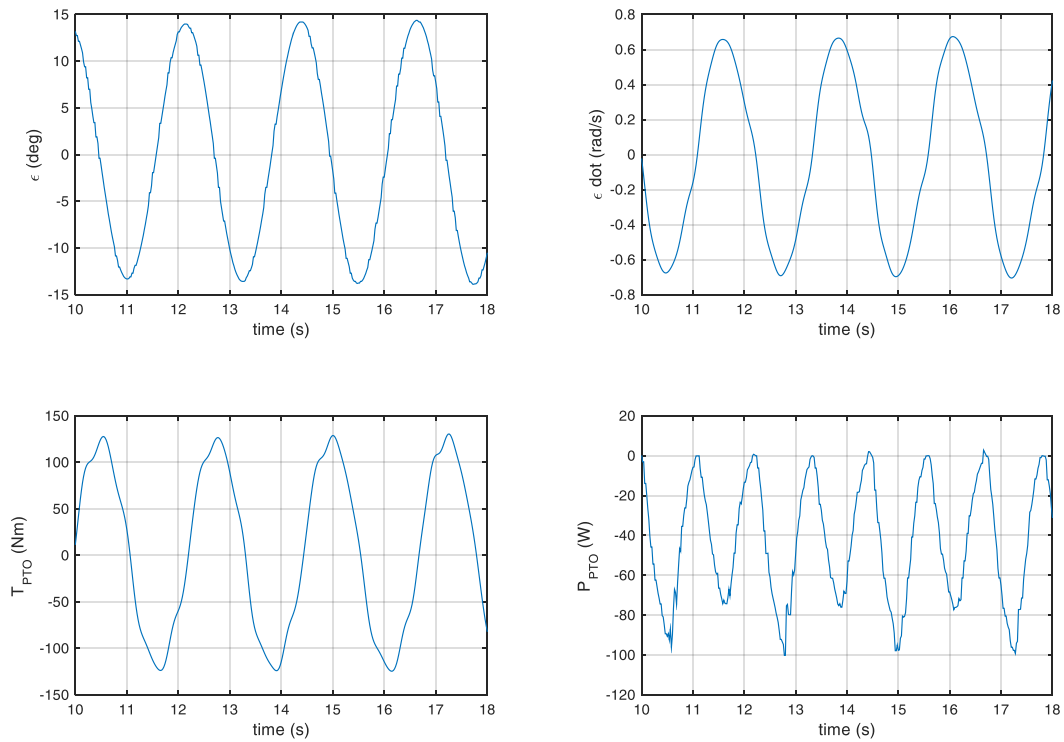 15
10
5
0
-5
-10
-15
ϵ (deg)
10 11 12 13 14 15 16 17 18
time (s)
0.8
0.6
0.4
0.2
0
-0.2
-0.4
-0.6
-0.8
ϵ dot (rad/s)
10 11 12 13 14 15 16 17 18
time (s)
150
100
50
0
-50
-100
-150
T_PTO (Nm)
10 11 12 13 14 15 16 17 18
time (s)
20
0
-20
-40
-60
-80
-100
-120
P_PTO (W)
10 11 12 13 14 15 16 17 18
time (s)